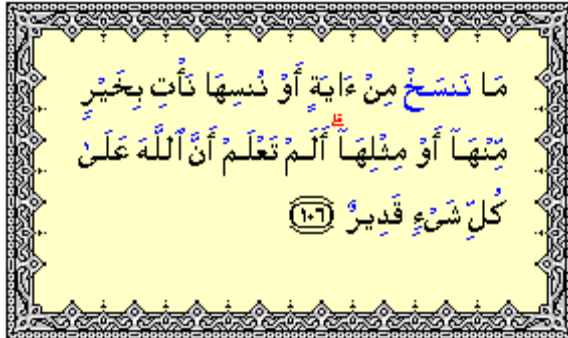 مَا نَنسَخْ مِنْ ءَايَةٍ أَوْ نُنسِهَا نَأْتِ بِخَيْرٍ
مِّنْهَآ أَوْ مِثْلِهَآ ۗ أَلَمْ تَعْلَمْ أَنَّ ٱللَّهَ عَلَىٰ
كُلِّ شَىْءٍ قَدِيرٌ ١٠٦